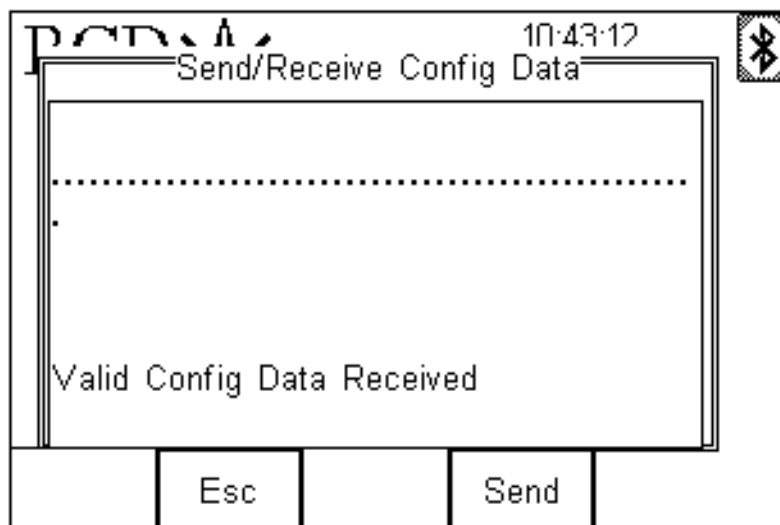 10:43:12
Send/Receive Config Data
..................................................
.
Valid Config Data Received
Esc
Send